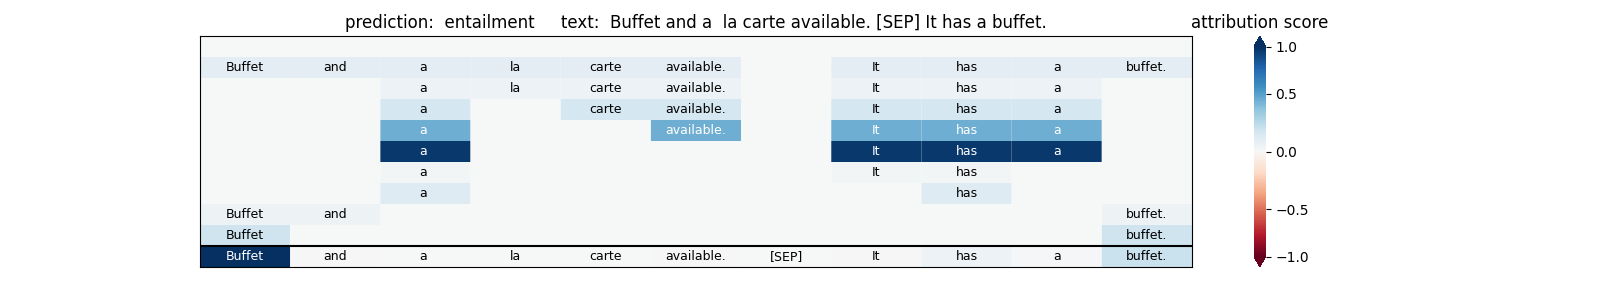 prediction:  entailment     text:  Buffet and a  la carte available. [SEP] It has a buffet.
attribution score
Buffet and a la carte available. It has a buffet.
a la carte available. It has a
a carte available. It has a
a available. It has a
a It has a
a It has
a has
Buffet and buffet.
Buffet buffet.
Buffet and a la carte available. [SEP] It has a buffet.
1.0
0.5
0.0
−0.5
−1.0